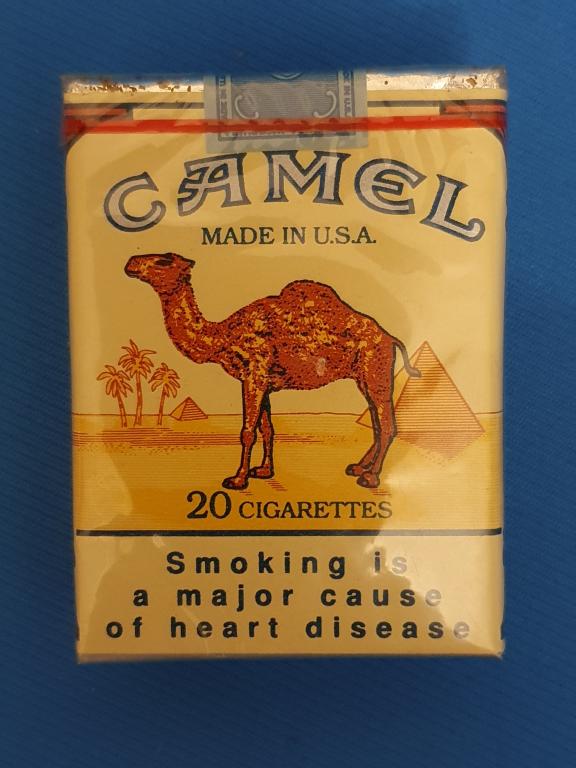 CAMEL
MADE IN U.S.A.
20 CIGARETTES
Smoking is
a major cause
of heart disease